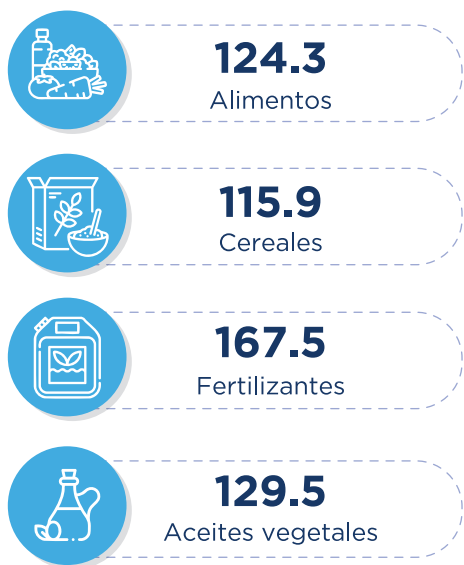 124.3
Alimentos
115.9
Cereales
167.5
Fertilizantes
129.5
Aceites vegetales